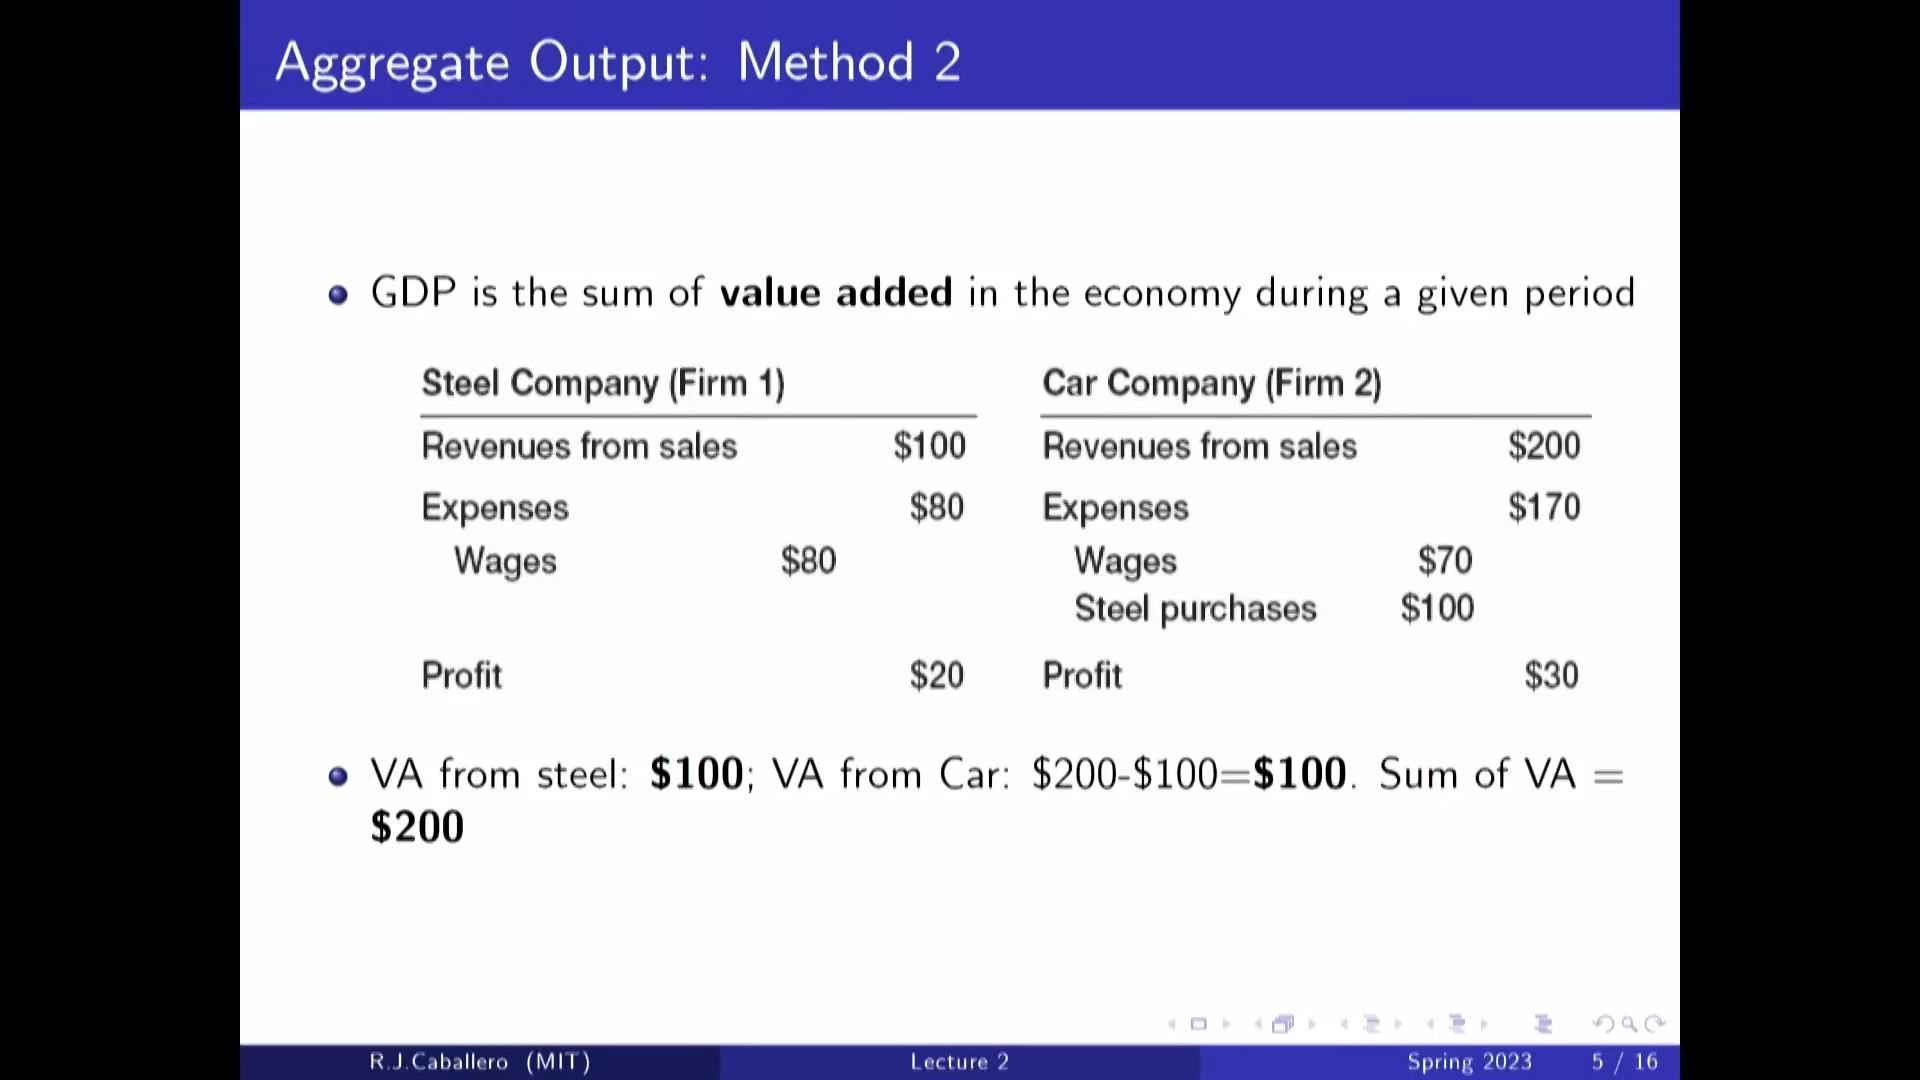 Aggregate Output: Method 2
GDP is the sum of value added in the economy during a given period
Steel Company (Firm 1) Car Company (Firm 2)
Revenues from sales $100 Revenues from sales $200
Expenses $80 Expenses $170
Wages $80 Wages $70
Steel purchases $100
Profit $20 Profit $30
VA from steel: $100; VA from Car: $200-$100=$100. Sum of VA =
$200
R.J.Caballero (MIT) Lecture 2 Spring 2023 5 / 16